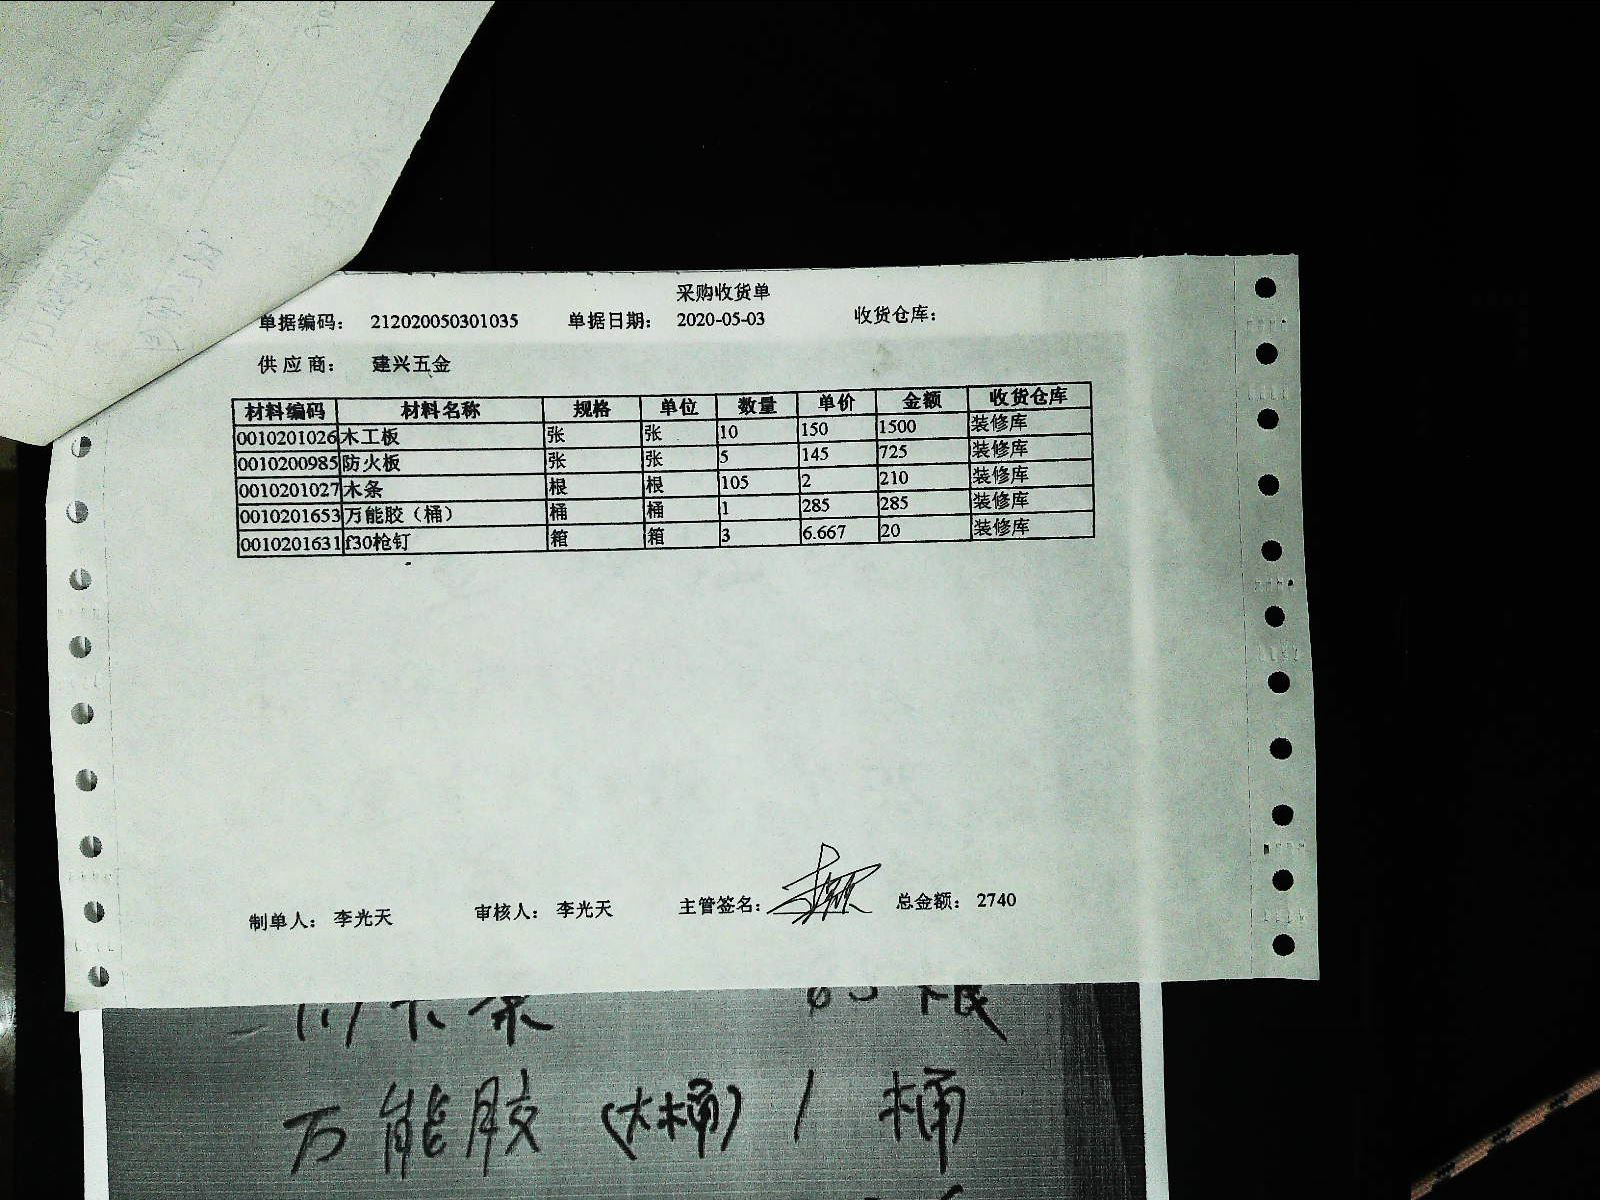 采购收货单
单据编码： 212020050301035 单据日期： 2020-05-03 收货仓库：
供应商： 建兴五金
材料编码 材料名称 规格 单位 数量 单价 金额 收货仓库
0010201026 木工板 张 张 10 150 1500 装修库
0010200985 防火板 张 张 5 145 725 装修库
0010201027 木条 根 根 105 2 210 装修库
0010201653 万能胶（桶） 桶 桶 1 285 285 装修库
0010201631 f30枪钉 箱 箱 3 6.667 20 装修库
制单人： 李光天 审核人： 李光天 主管签名： 总金额： 2740
万能胶（大桶） 1 桶